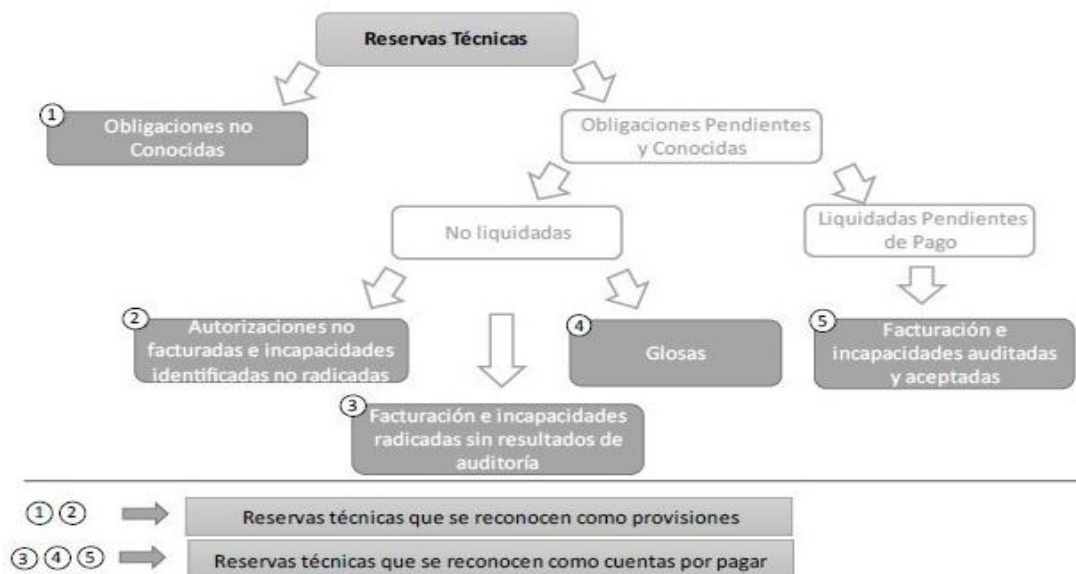 Reservas Técnicas
1
Obligaciones no
Conocidas
Obligaciones Pendientes
y Conocidas
No liquidadas
Liquidadas Pendientes
de Pago
2
Autorizaciones no
facturadas e incapacidades
identificadas no radicadas
4
Glosas
5
Facturación e
incapacidades auditadas
y aceptadas
3
Facturación e incapacidades
radicadas sin resultados de
auditoría
1 2 Reservas técnicas que se reconocen como provisiones
3 4 5 Reservas técnicas que se reconocen como cuentas por pagar